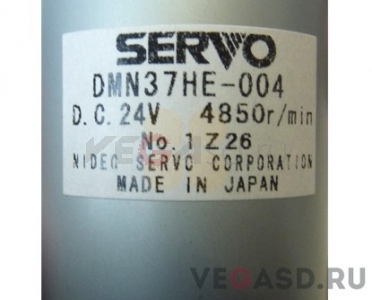 SERVO
DMN37HE-004
D.C.24V 4850r/min
No.1Z26
NIDEC SERVO CORPORATION
MADE IN JAPAN
VEGASD.RU